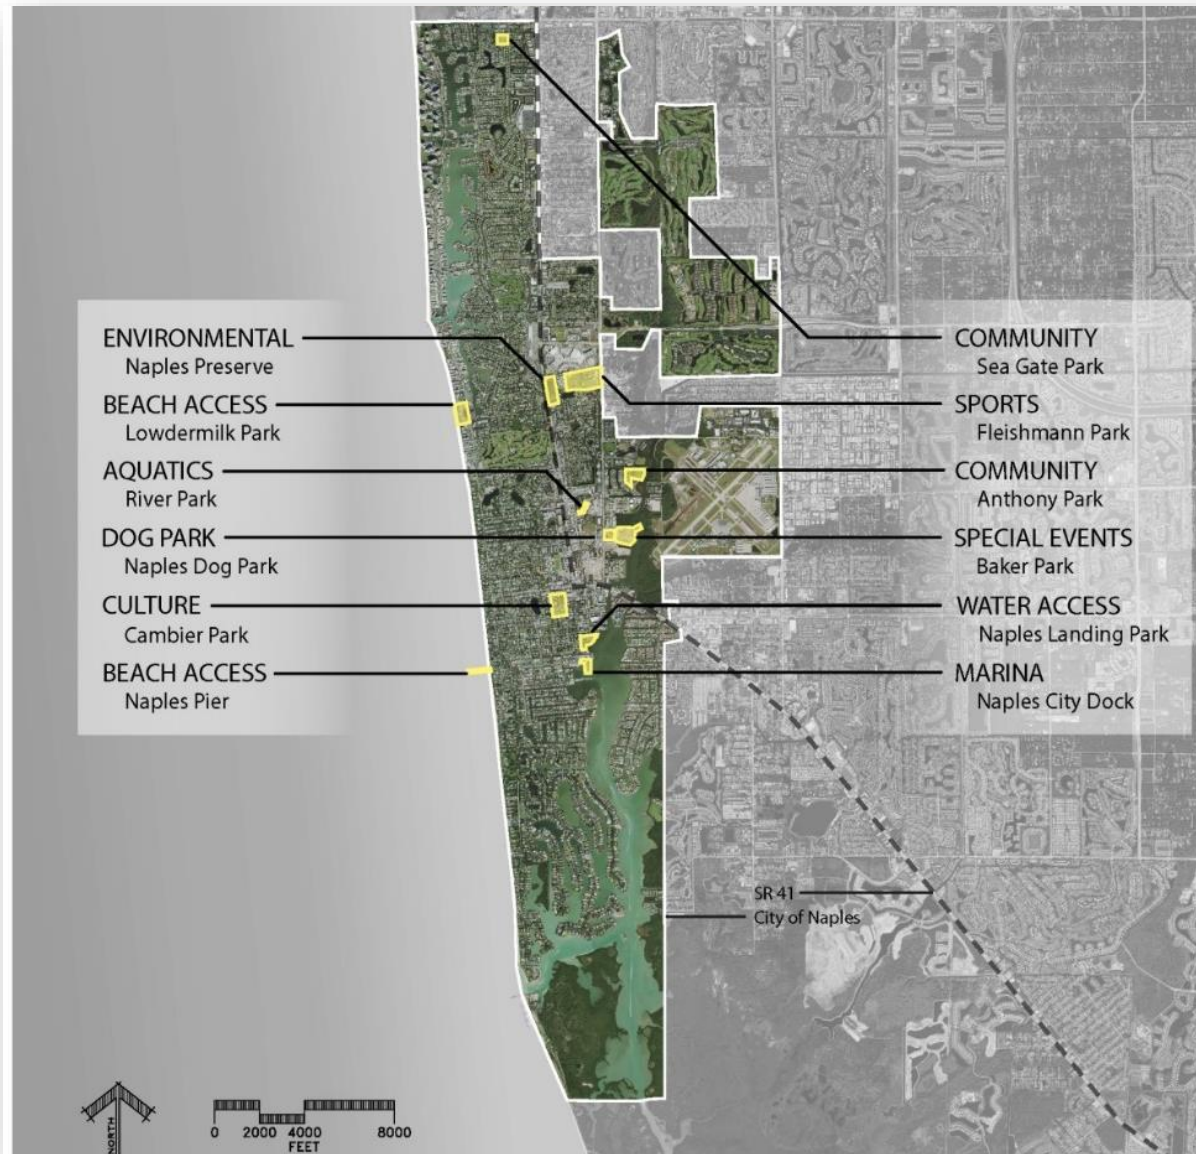 ENVIRONMENTAL
Naples Preserve
BEACH ACCESS
Lowdermilk Park
AQUATICS
River Park
DOG PARK
Naples Dog Park
CULTURE
Cambier Park
BEACH ACCESS
Naples Pier
COMMUNITY
Sea Gate Park
SPORTS
Fleishmann Park
COMMUNITY
Anthony Park
SPECIAL EVENTS
Baker Park
WATER ACCESS
Naples Landing Park
MARINA
Naples City Dock
SR 41
City of Naples
NORTH
0 2000 4000 8000
FEET